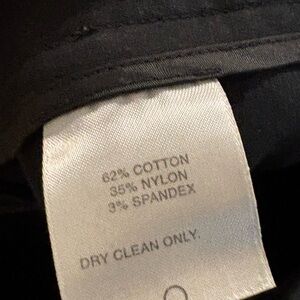 62% COTTON
35% NYLON
3% SPANDEX
DRY CLEAN ONLY.